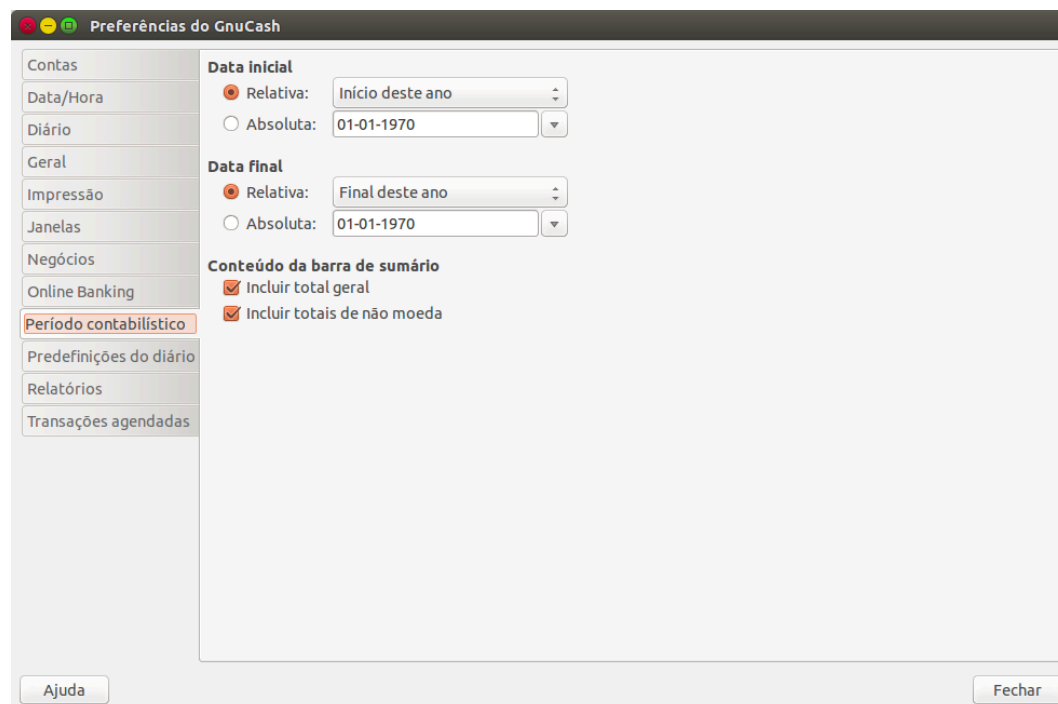 Preferências do GnuCash
Contas
Data/Hora
Diário
Geral
Impressão
Janelas
Negócios
Online Banking
Período contabilístico
Predefinições do diário
Relatórios
Transações agendadas
Data inicial
Relativa: Início deste ano
Absoluta: 01-01-1970
Data final
Relativa: Final deste ano
Absoluta: 01-01-1970
Conteúdo da barra de sumário
Incluir total geral
Incluir totais de não moeda
Ajuda
Fechar